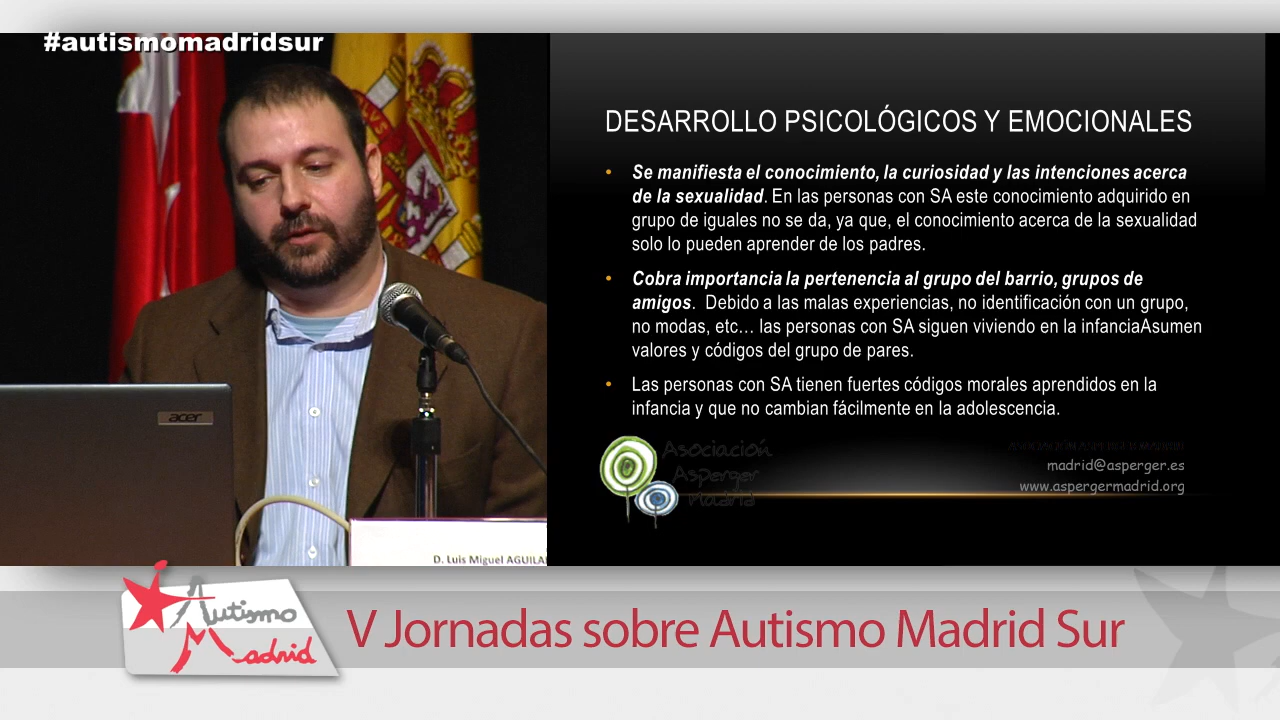 #autismomadridsur
DESARROLLO PSICOLÓGICOS Y EMOCIONALES
• Se manifiesta el conocimiento, la curiosidad y las intenciones acerca
de la sexualidad. En las personas con SA este conocimiento adquirido en
grupo de iguales no se da, ya que, el conocimiento acerca de la sexualidad
solo lo pueden aprender de los padres.
• Cobra importancia la pertenencia al grupo del barrio, grupos de
amigos. Debido a las malas experiencias, no identificación con un grupo,
no modas, etc… las personas con SA siguen viviendo en la infanciaAsumen
valores y códigos del grupo de pares.
• Las personas con SA tienen fuertes códigos morales aprendidos en la
infancia y que no cambian fácilmente en la adolescencia.
Asociación
Asperger
Madrid
ASOCIACIÓN ASPERGER MADRID
madrid@asperger.es
www.aspergermadrid.org
acer
D. Luis Miguel AGUILA
Autismo
Madrid
V Jornadas sobre Autismo Madrid Sur